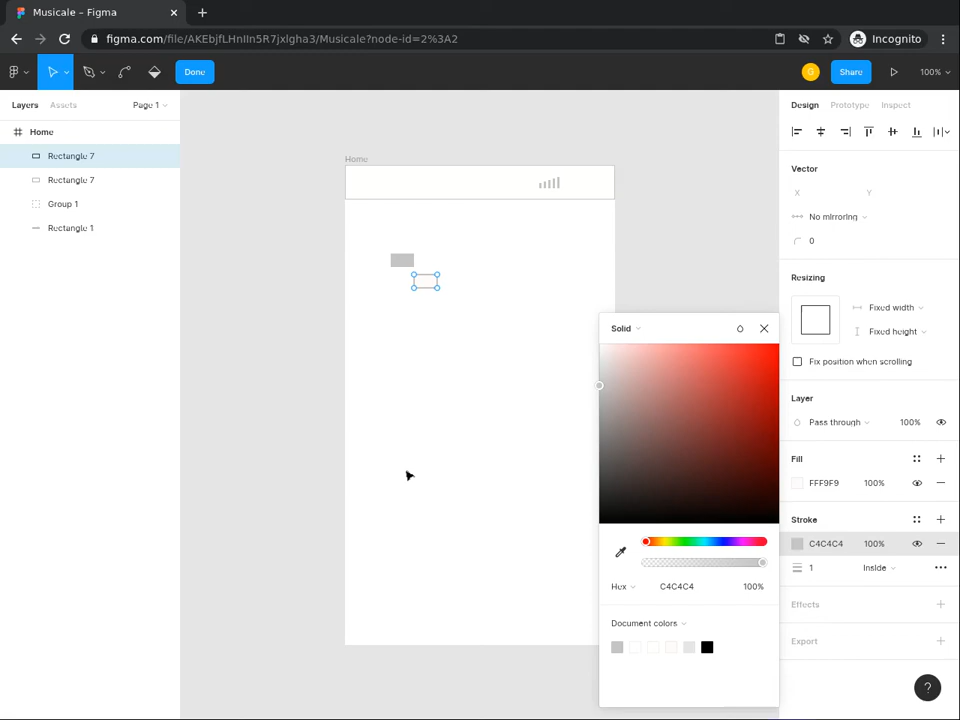 Musicale – Figma
figma.com/file/AKEbjfLHnIIn5R7jxlgha3/Musicale?node-id=2%3A2
Incognito
Done
G
Share
100%
Layers
Assets
Page 1
Home
Rectangle 7
Rectangle 7
Group 1
Rectangle 1
Home
Design
Prototype
Inspect
Vector
X
Y
No mirroring
0
Resizing
Fixed width
Fixed height
Fix position when scrolling
Layer
Pass through
100%
Fill
FFF9F9
100%
Stroke
C4C4C4
100%
1
Inside
Effects
Export
Solid
Hex
C4C4C4
100%
Document colors
?